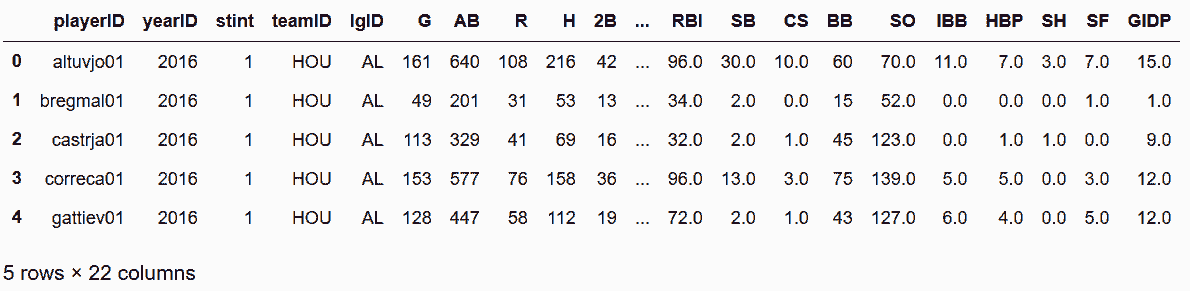 playerID yearID stint teamID lgID G AB R H 2B ... RBI SB CS BB SO IBB HBP SH SF GIDP
0 altuvjo01 2016 1 HOU AL 161 640 108 216 42 ... 96.0 30.0 10.0 60 70.0 11.0 7.0 3.0 7.0 15.0
1 bregmal01 2016 1 HOU AL 49 201 31 53 13 ... 34.0 2.0 0.0 15 52.0 0.0 0.0 0.0 1.0 1.0
2 castrja01 2016 1 HOU AL 113 329 41 69 16 ... 32.0 2.0 1.0 45 123.0 0.0 1.0 1.0 0.0 9.0
3 correca01 2016 1 HOU AL 153 577 76 158 36 ... 96.0 13.0 3.0 75 139.0 5.0 5.0 0.0 3.0 12.0
4 gattiev01 2016 1 HOU AL 128 447 58 112 19 ... 72.0 2.0 1.0 43 127.0 6.0 4.0 0.0 5.0 12.0
5 rows × 22 columns